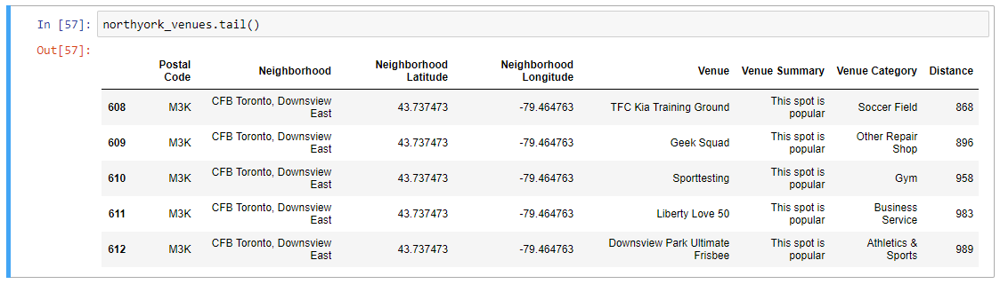 In [57]: northyork_venues.tail()
Out[57]:
Postal Code Neighborhood Neighborhood Latitude Neighborhood Longitude Venue Venue Summary Venue Category Distance
608 M3K CFB Toronto, Downsview East 43.737473 -79.464763 TFC Kia Training Ground This spot is popular Soccer Field 868
609 M3K CFB Toronto, Downsview East 43.737473 -79.464763 Geek Squad This spot is popular Other Repair Shop 896
610 M3K CFB Toronto, Downsview East 43.737473 -79.464763 Sporttesting This spot is popular Gym 958
611 M3K CFB Toronto, Downsview East 43.737473 -79.464763 Liberty Love 50 This spot is popular Business Service 983
612 M3K CFB Toronto, Downsview East 43.737473 -79.464763 Downsview Park Ultimate Frisbee This spot is popular Athletics & Sports 989